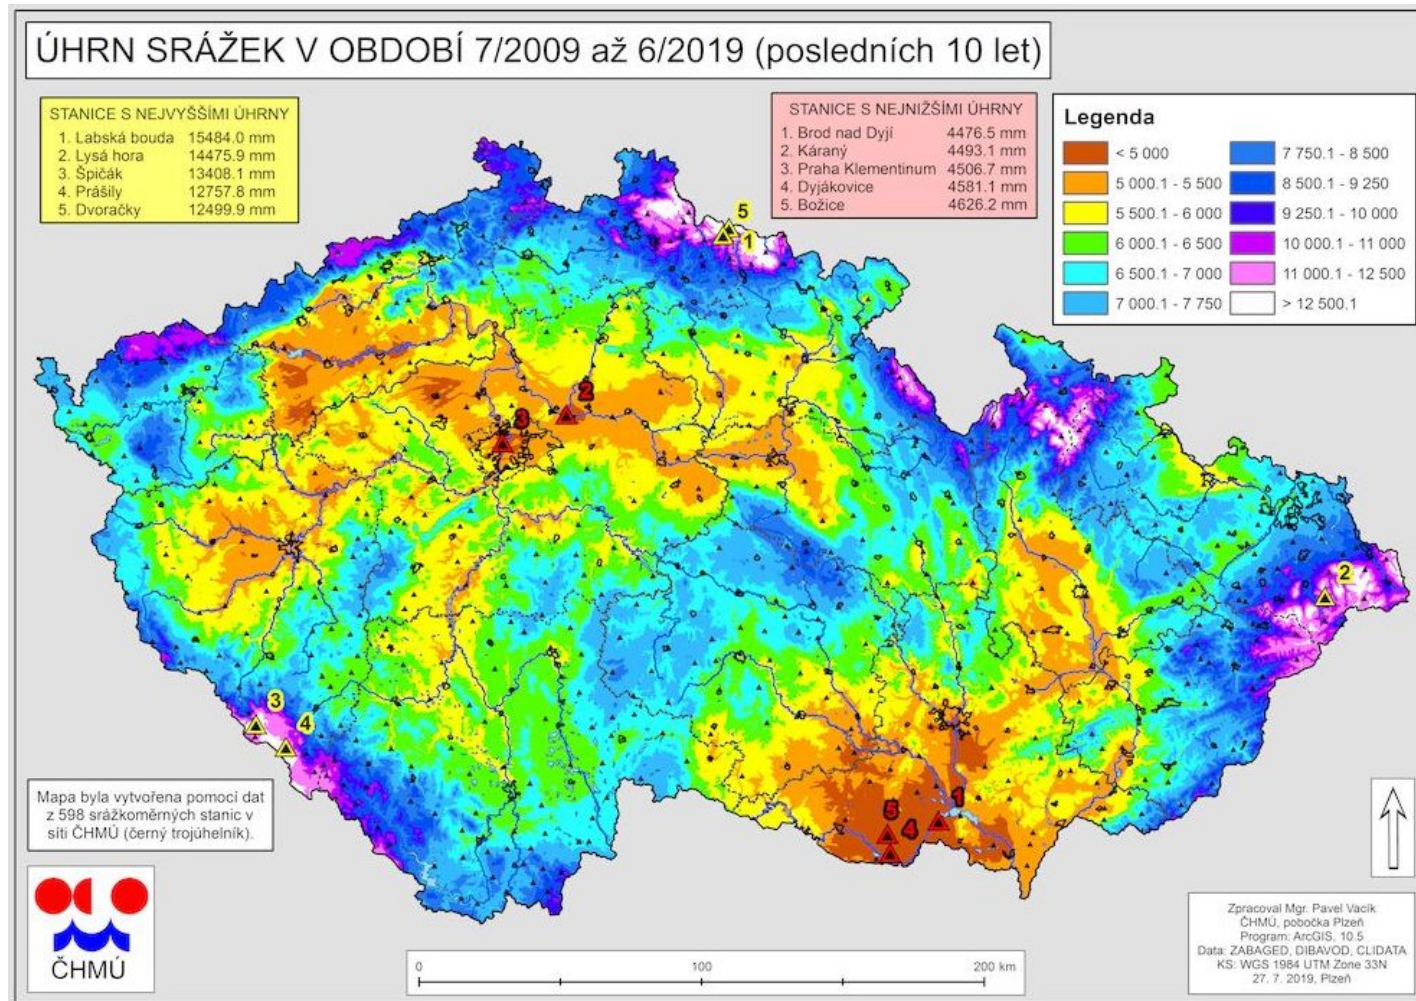 ÚHRN SRÁŽEK V OBDOBÍ 7/2009 až 6/2019 (posledních 10 let)
STANICE S NEJVYŠŠÍMI ÚHRNY
1. Labská bouda 15484.0 mm
2. Lysá hora 14475.9 mm
3. Špičák 13408.1 mm
4. Prášily 12757.8 mm
5. Dvoračky 12499.9 mm
STANICE S NEJNIŽŠÍMI ÚHRNY
1. Brod nad Dyjí 4476.5 mm
2. Káraný 4493.1 mm
3. Praha Klementinum 4506.7 mm
4. Dyjákovice 4581.1 mm
5. Božice 4626.2 mm
Legenda
< 5 000
5 000.1 - 5 500
5 500.1 - 6 000
6 000.1 - 6 500
6 500.1 - 7 000
7 000.1 - 7 750
7 750.1 - 8 500
8 500.1 - 9 250
9 250.1 - 10 000
10 000.1 - 11 000
11 000.1 - 12 500
> 12 500.1
5
1
2
3
2
3
4
1
5
4
Mapa byla vytvořena pomocí dat
z 598 srážkoměrných stanic v
síti ČHMÚ (černý trojúhelník).
ČHMÚ
0 100 200 km
Zpracoval Mgr. Pavel Vacík
ČHMÚ, pobočka Plzeň
Program: ArcGIS, 10.5
Data: ZABAGED, DIBAVOD, CLIDATA
KS: WGS 1984 UTM Zone 33N
27. 7. 2019, Plzeň